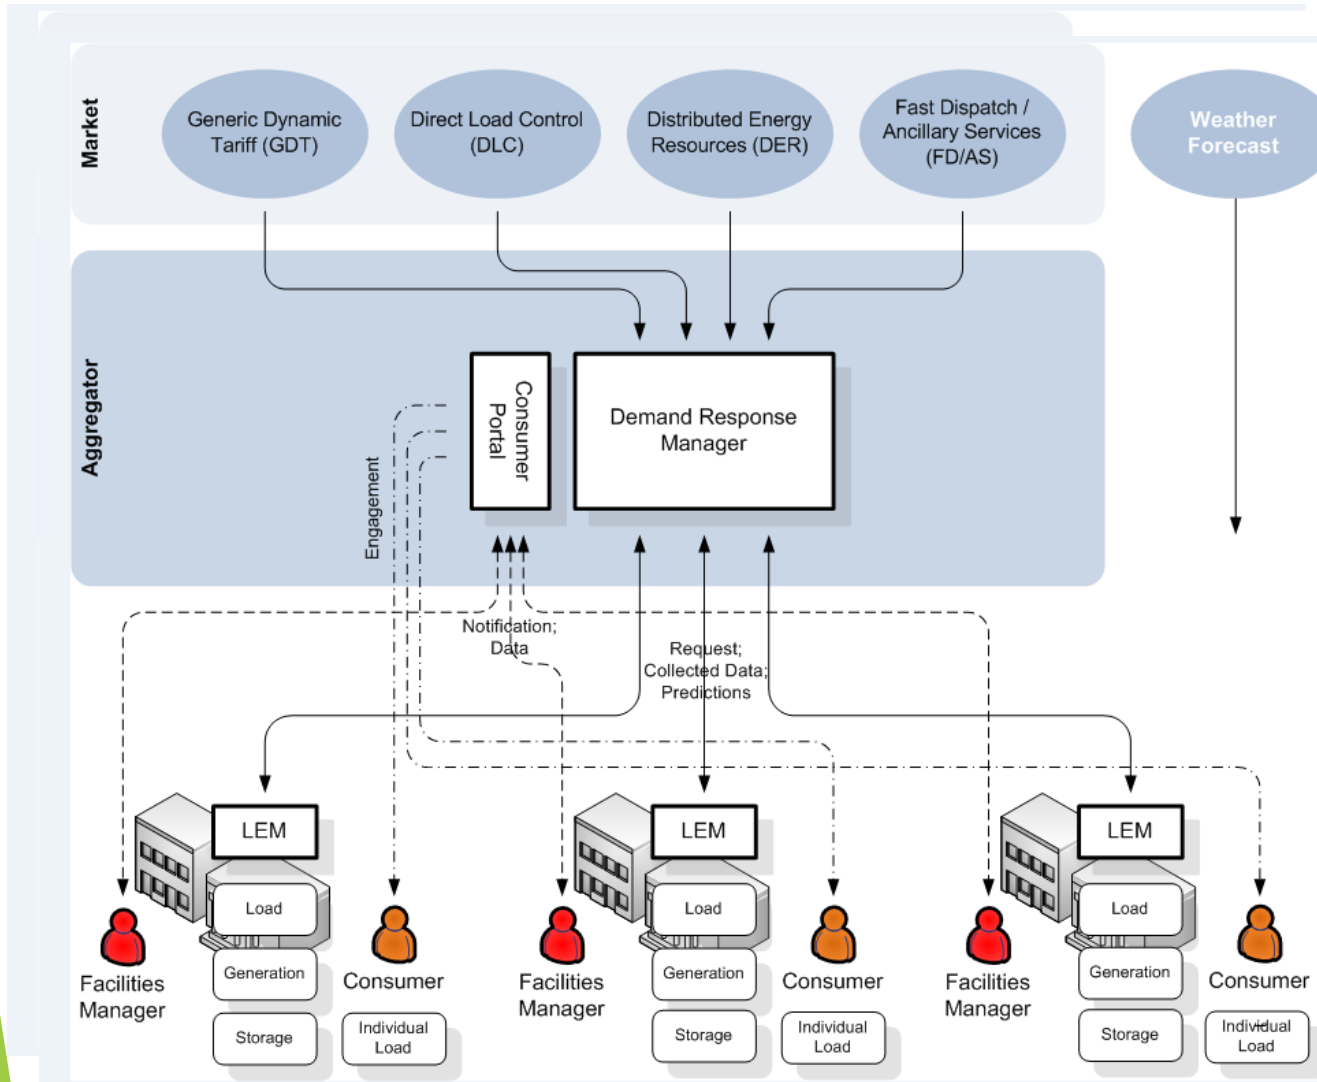 Market
Generic Dynamic
Tariff (GDT)
Direct Load Control
(DLC)
Distributed Energy
Resources (DER)
Fast Dispatch /
Ancillary Services
(FD/AS)
Weather
Forecast
Aggregator
Consumer
Portal
Demand Response
Manager
Engagement
Notification;
Data
Request;
Collected Data;
Predictions
LEM
Load
Generation
Storage
Facilities
Manager
Consumer
Individual
Load
LEM
Load
Generation
Storage
Facilities
Manager
Consumer
Individual
Load
LEM
Load
Generation
Storage
Facilities
Manager
Consumer
Individual
Load